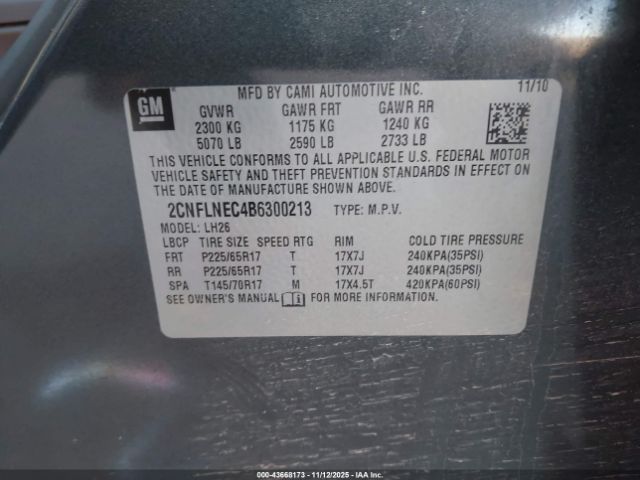 GM
MFD BY CAMI AUTOMOTIVE INC. 11/10
GVWR GAWR FRT GAWR RR
2300 KG 1175 KG 1240 KG
5070 LB 2590 LB 2733 LB
THIS VEHICLE CONFORMS TO ALL APPLICABLE U.S. FEDERAL MOTOR
VEHICLE SAFETY AND THEFT PREVENTION STANDARDS IN EFFECT ON
THE DATE OF MANUFACTURE SHOWN ABOVE.
2CNFLNEC4B6300213 TYPE: M.P.V.
MODEL: LH26
LBCP TIRE SIZE SPEED RTG RIM COLD TIRE PRESSURE
FRT P225/65R17 T 17X7J 240KPA(35PSI)
RR P225/65R17 T 17X7J 240KPA(35PSI)
SPA T145/70R17 M 17X4.5T 420KPA(60PSI)
SEE OWNER'S MANUAL FOR MORE INFORMATION.
000-43668173 - 11/12/2025 - IAAI.COM